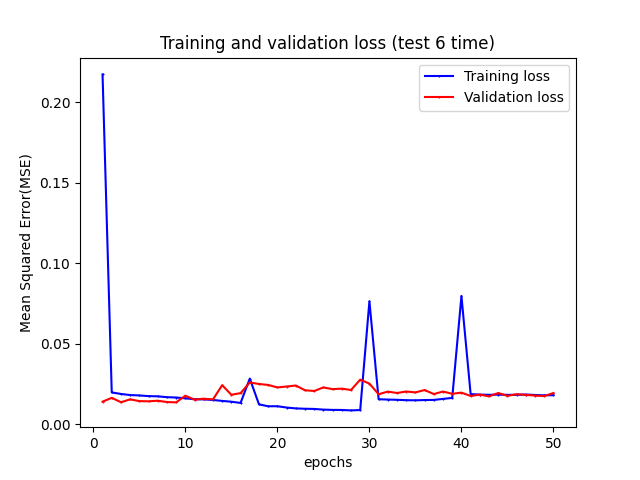 Training and validation loss (test 6 time)
Training loss
Validation loss
Mean Squared Error(MSE)
0.20
0.15
0.10
0.05
0.00
0 10 20 30 40 50
epochs